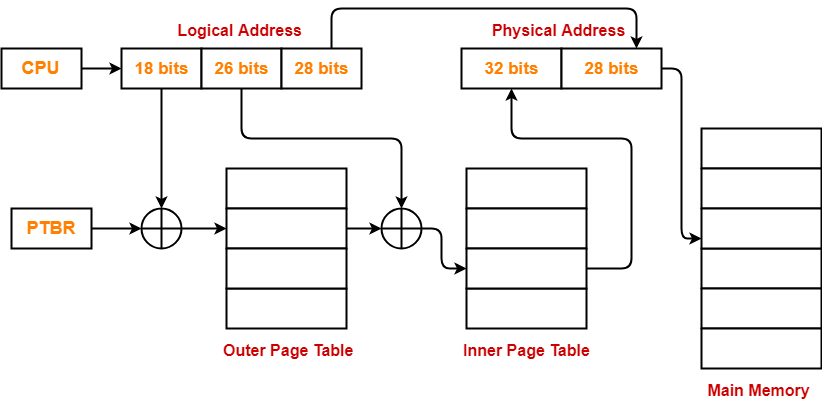 Logical Address
Physical Address
CPU
18 bits
26 bits
28 bits
32 bits
28 bits
PTBR
Outer Page Table
Inner Page Table
Main Memory